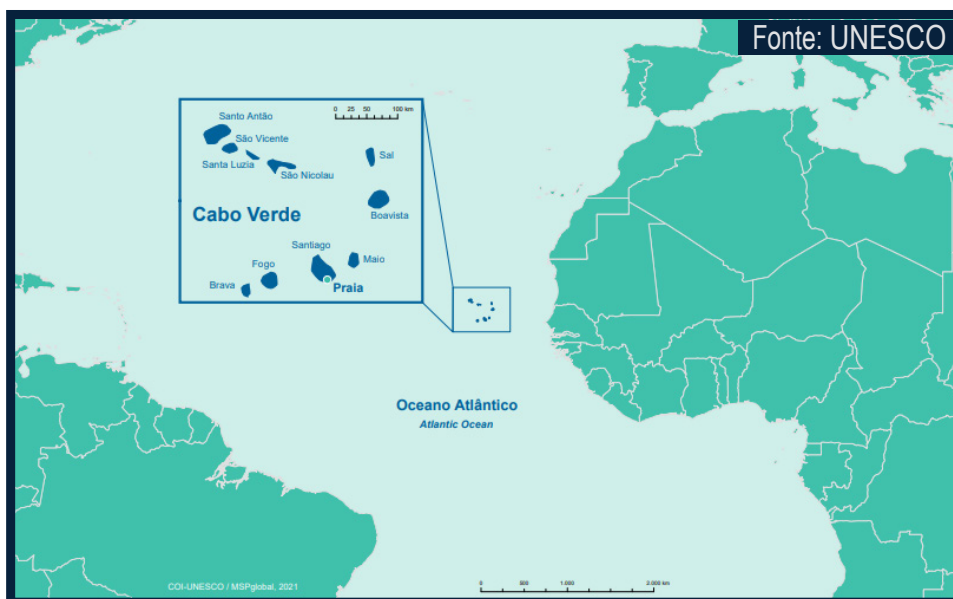 Fonte: UNESCO
0 25 50 100 km
Santo Antão
São Vicente
Santa Luzia
São Nicolau
Sal
Cabo Verde
Boavista
Santiago
Maio
Fogo
Brava
Praia
Oceano Atlântico
Atlantic Ocean
COI-UNESCO / MSPglobal, 2021
0 500 1.000 2.000 km